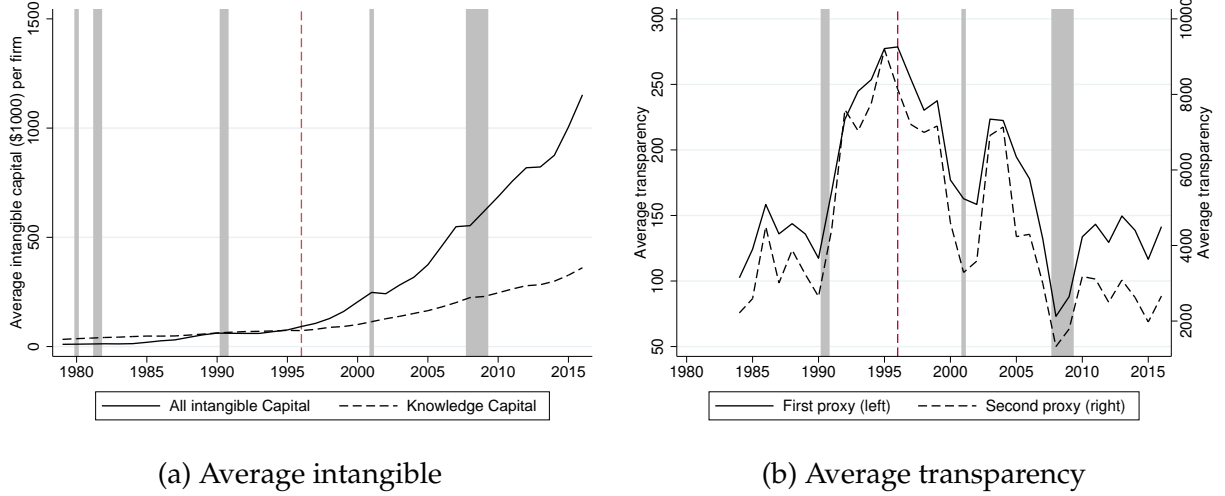 Average intangible capital ($1000) per firm
1500
1000
500
0
1980 1985 1990 1995 2000 2005 2010 2015
All intangible Capital Knowledge Capital
(a) Average intangible
Average transparency
300
250
200
150
100
50
1980 1985 1990 1995 2000 2005 2010 2015
10000
8000
6000
4000
2000
Average transparency
First proxy (left) Second proxy (right)
(b) Average transparency